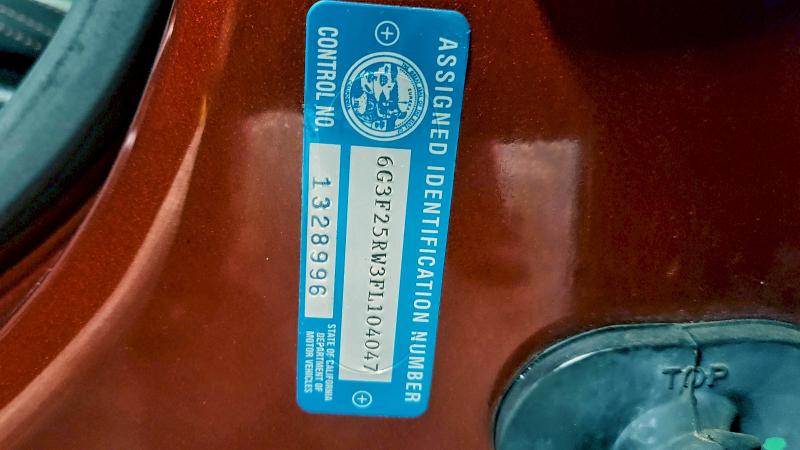 ASSIGNED IDENTIFICATION NUMBER
6G3F25RW3FL104047
CONTROL NO
1328996
STATE OF CALIFORNIA
DEPARTMENT OF
MOTOR VEHICLES
TOP